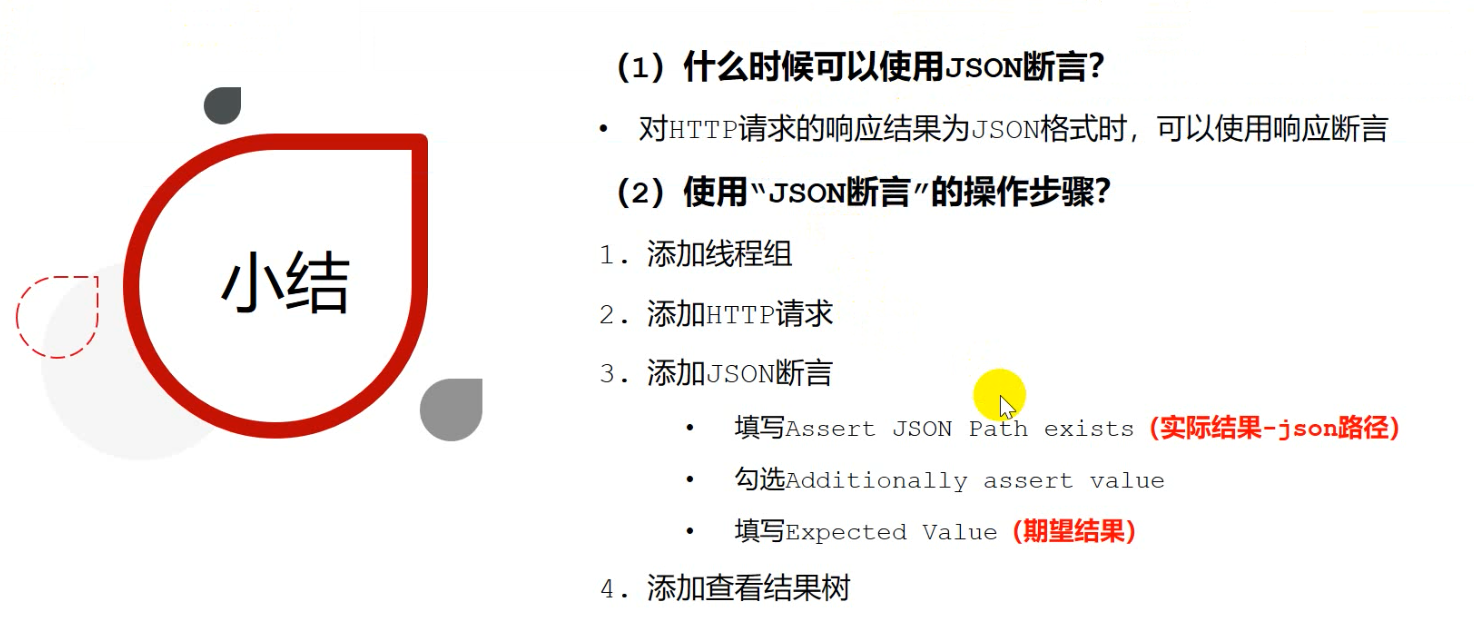 小结
（1）什么时候可以使用JSON断言？
• 对HTTP请求的响应结果为JSON格式时，可以使用响应断言
（2）使用“JSON断言”的操作步骤？
1. 添加线程组
2. 添加HTTP请求
3. 添加JSON断言
• 填写Assert JSON Path exists（实际结果-json路径）
• 勾选Additionally assert value
• 填写Expected Value（期望结果）
4. 添加查看结果树